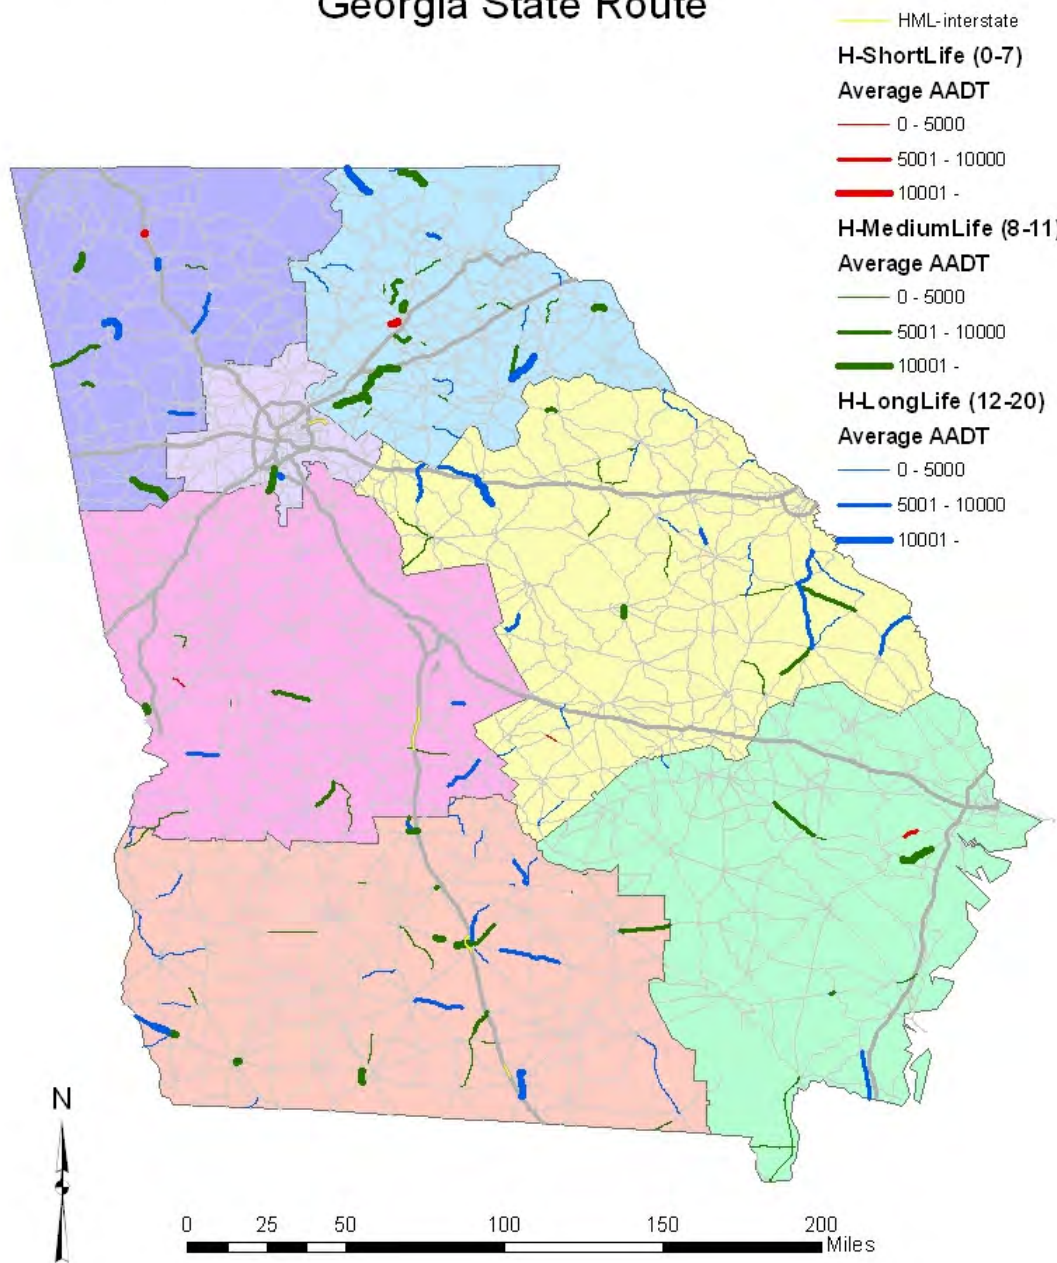 Georgia State Route
HML-interstate
H-ShortLife (0-7)
Average AADT
0 - 5000
5001 - 10000
10001 -
H-MediumLife (8-11)
Average AADT
0 - 5000
5001 - 10000
10001 -
H-LongLife (12-20)
Average AADT
0 - 5000
5001 - 10000
10001 -
N
0 25 50 100 150 200
Miles